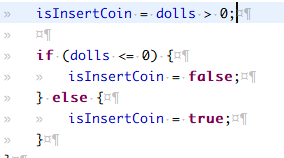 isInsertCoin = dolls > 0;
if (dolls <= 0) {
isInsertCoin = false;
} else {
isInsertCoin = true;
}